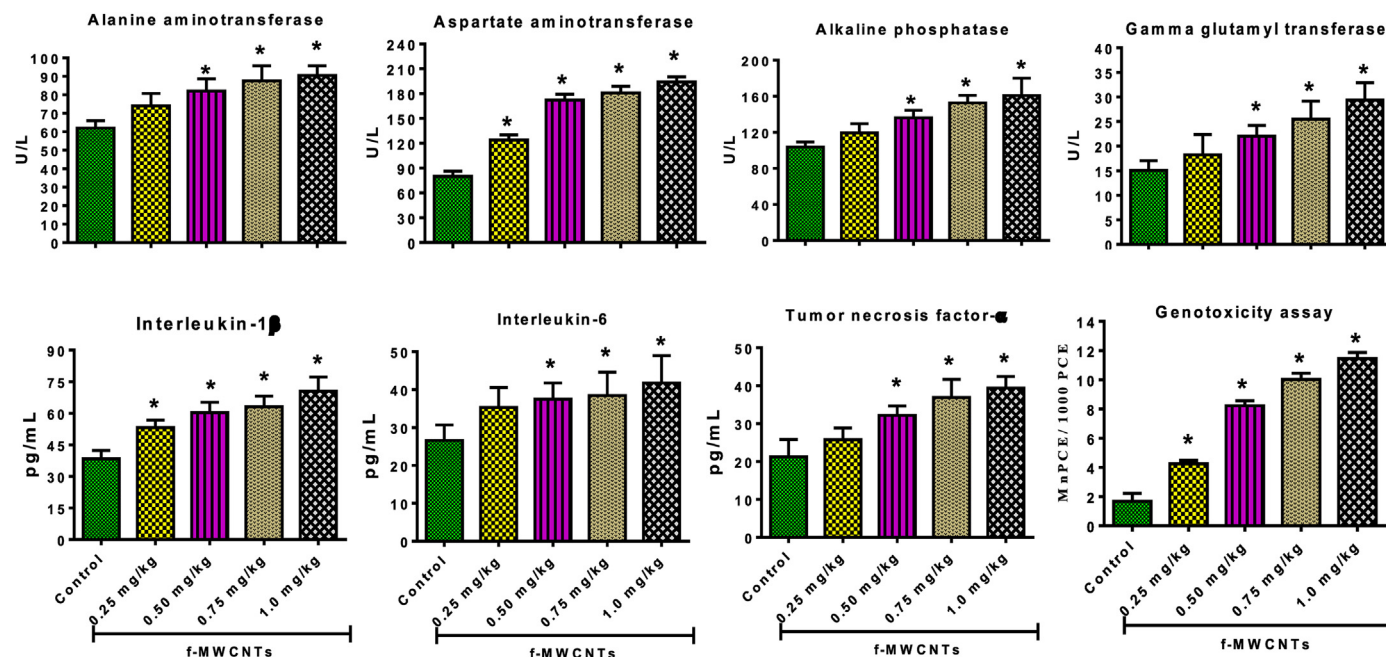 Alanine aminotransferase
U/L
100
90
80
70
60
50
40
30
20
10
0
* * *
Aspartate aminotransferase
U/L
240
210
180
150
120
90
60
30
0
* * * *
Alkaline phosphatase
U/L
200
160
120
80
40
0
* * *
Gamma glutamyl transferase
U/L
40
35
30
25
20
15
10
5
0
* * *
Interleukin-1β
pg/mL
90
75
60
45
30
15
0
* * * *
Control
0.25 mg/kg
0.50 mg/kg
0.75 mg/kg
1.0 mg/kg
f-MWCNTs
Interleukin-6
pg/mL
50
40
30
20
10
0
* * *
Control
0.25 mg/kg
0.50 mg/kg
0.75 mg/kg
1.0 mg/kg
f-MWCNTs
Tumor necrosis factor-α
pg/mL
50
40
30
20
10
0
* * *
Control
0.25 mg/kg
0.50 mg/kg
0.75 mg/kg
1.0 mg/kg
f-MWCNTs
Genotoxicity assay
MnPCE/1000 PCE
12
10
8
6
4
2
0
* * * *
Control
0.25 mg/kg
0.50 mg/kg
0.75 mg/kg
1.0 mg/kg
f-MWCNTs